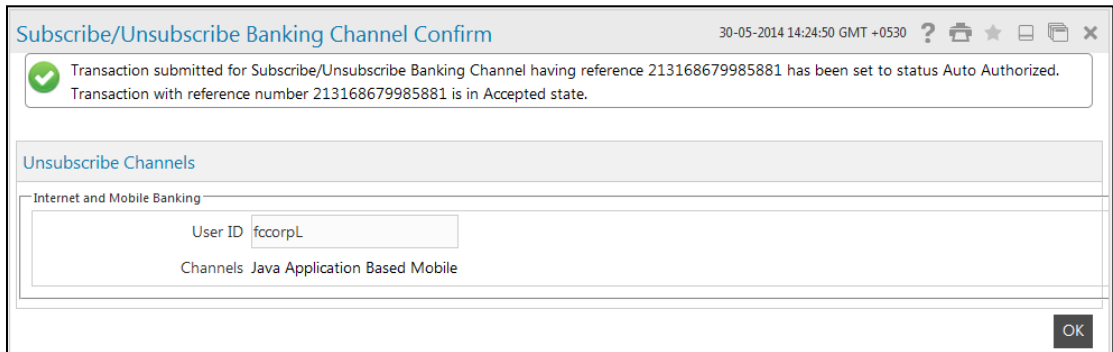 Subscribe/Unsubscribe Banking Channel Confirm 30-05-2014 14:24:50 GMT +0530 ?
Transaction submitted for Subscribe/Unsubscribe Banking Channel having reference 213168679985881 has been set to status Auto Authorized.
Transaction with reference number 213168679985881 is in Accepted state.
Unsubscribe Channels
Internet and Mobile Banking
User ID fccorpL
Channels Java Application Based Mobile
OK